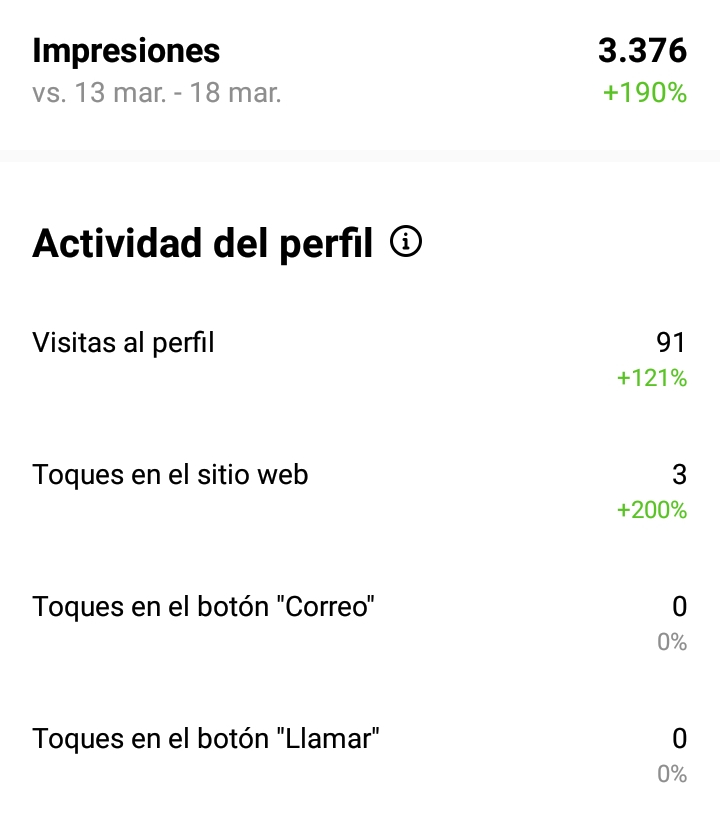 Impresiones
3.376
vs. 13 mar. - 18 mar.
+190%
Actividad del perfil
Visitas al perfil
91
+121%
Toques en el sitio web
3
+200%
Toques en el botón "Correo"
0
0%
Toques en el botón "Llamar"
0
0%